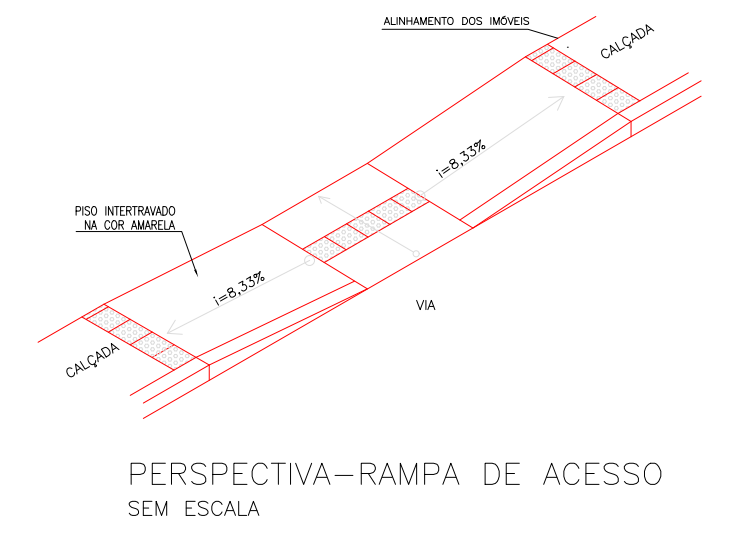 ALINHAMENTO DOS IMÓVEIS
CALÇADA
i=8,33%
PISO INTERTRAVADO
NA COR AMARELA
i=8,33%
VIA
CALÇADA
PERSPECTIVA-RAMPA DE ACESSO
SEM ESCALA